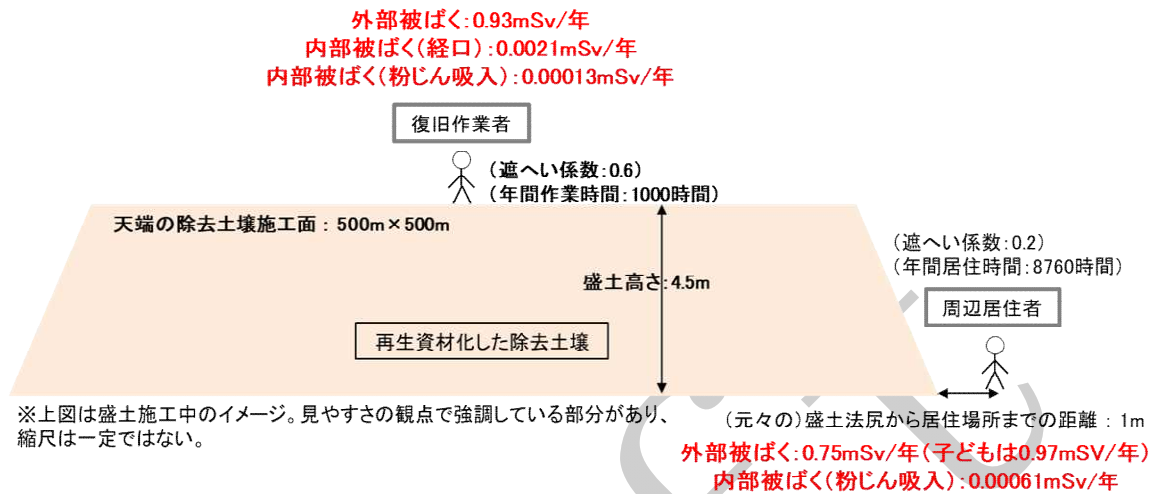 外部被ばく：0.93mSv/年
内部被ばく（経口）：0.0021mSv/年
内部被ばく（粉じん吸入）：0.00013mSv/年
復旧作業者
（遮へい係数：0.6）
（年間作業時間：1000時間）
天端の除去土壌施工面：500m×500m
盛土高さ：4.5m
再生資材化した除去土壌
（遮へい係数：0.2）
（年間居住時間：8760時間）
周辺居住者
※上図は盛土施工中のイメージ。見やすさの観点で強調している部分があり、
縮尺は一定ではない。
（元々の）盛土法尻から居住場所までの距離：1m
外部被ばく：0.75mSv/年（子どもは0.97mSV/年）
内部被ばく（粉じん吸入）：0.00061mSv/年